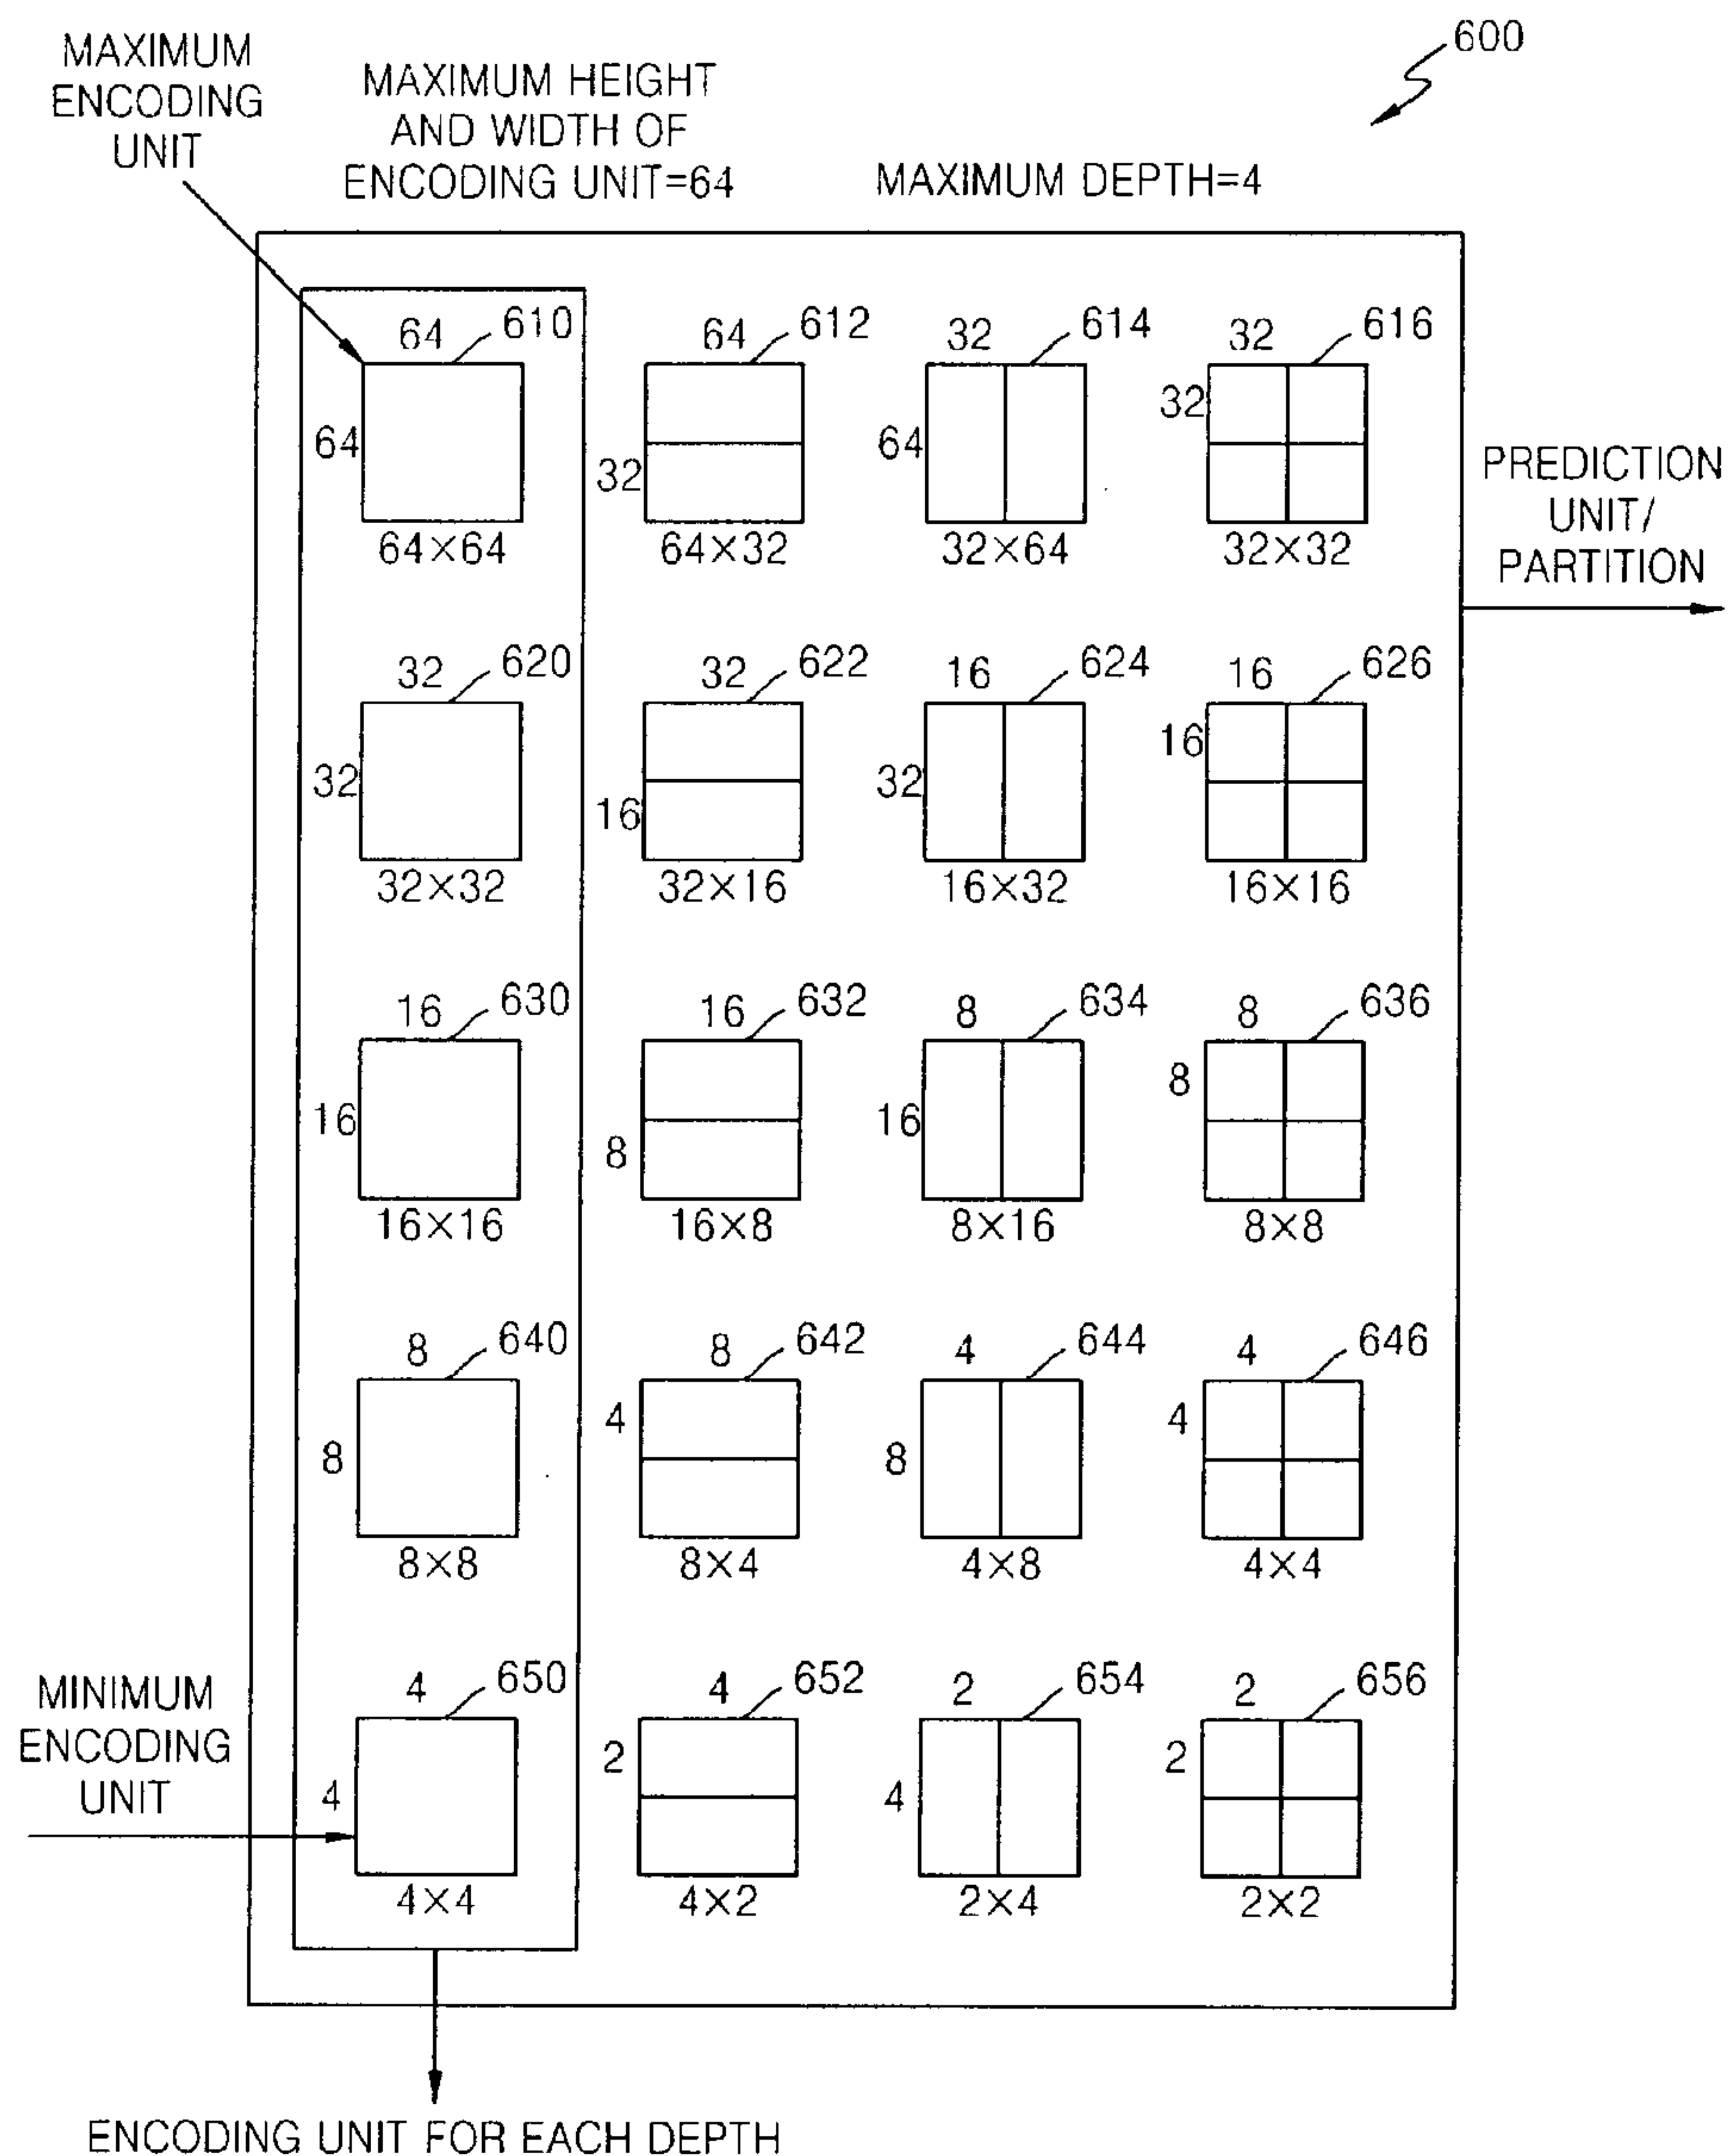 600
MAXIMUM
ENCODING
UNIT
MAXIMUM HEIGHT
AND WIDTH OF
ENCODING UNIT=64
MAXIMUM DEPTH=4
64 610 64 612 32 614 32 616
64 32 64 32
64×64 64×32 32×64 32×32
PREDICTION
UNIT/
PARTITION
32 620 32 622 16 624 16 626
32 16 32 16
32×32 32×16 16×32 16×16
16 630 16 632 8 634 8 636
16 8 16 8
16×16 16×8 8×16 8×8
8 640 8 642 4 644 4 646
8 4 8 4
8×8 8×4 4×8 4×4
MINIMUM
ENCODING
UNIT
4 650 4 652 2 654 2 656
4 2 4 2
4×4 4×2 2×4 2×2
ENCODING UNIT FOR EACH DEPTH